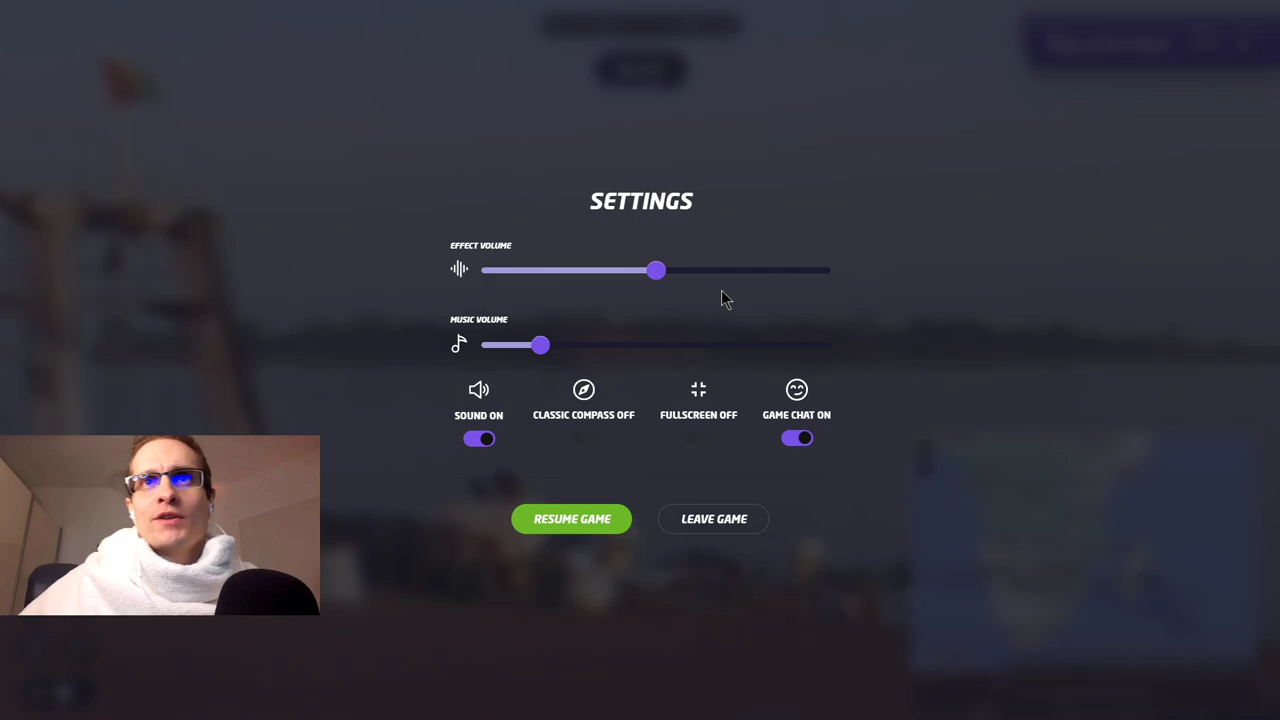 SETTINGS
EFFECT VOLUME
MUSIC VOLUME
SOUND ON
CLASSIC COMPASS OFF
FULLSCREEN OFF
GAME CHAT ON
RESUME GAME
LEAVE GAME